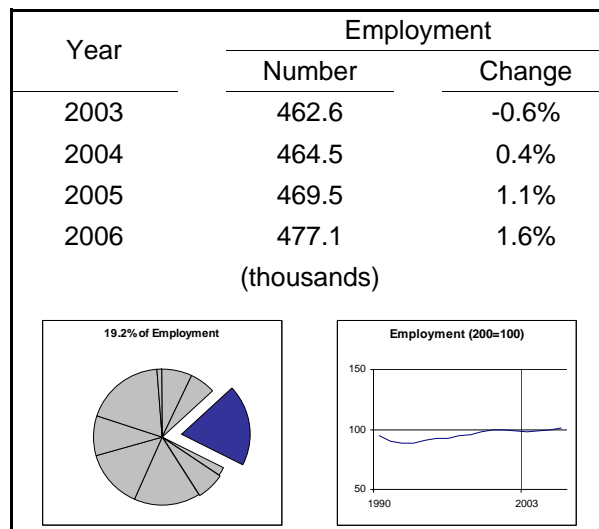 Year Employment
Number Change
2003 462.6 -0.6%
2004 464.5 0.4%
2005 469.5 1.1%
2006 477.1 1.6%
(thousands)
19.2% of Employment
Employment (200=100)
150
100
50
1990 2003